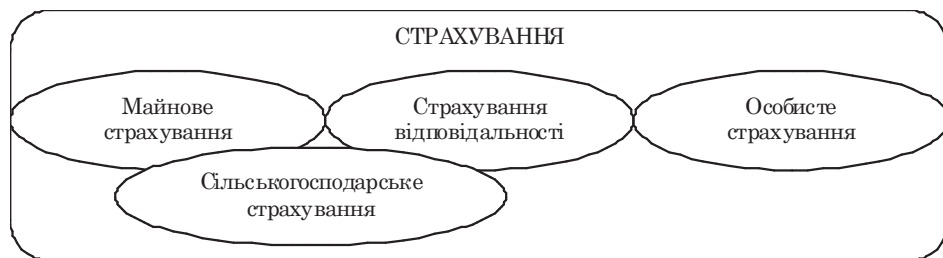 СТРАХУВАННЯ
Майнове
страхування
Страхування
відповідальності
Особисте
страхування
Сільськогосподарське
страхування